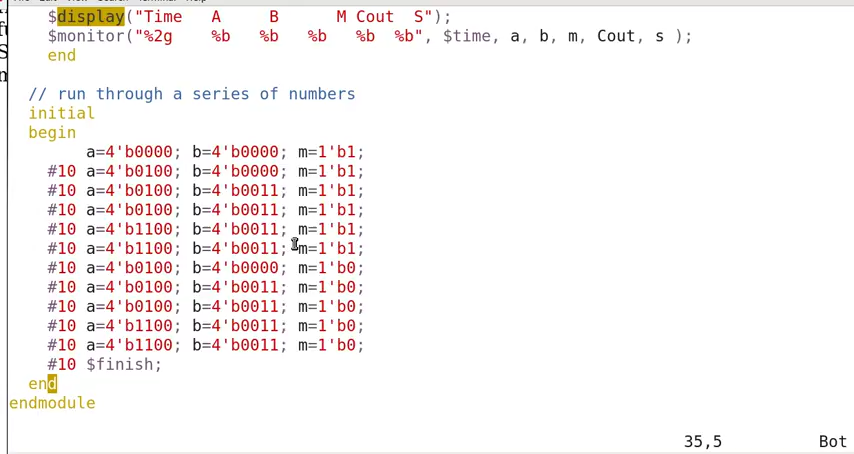 $display("Time   A     B      M Cout  S");
$monitor("%2g    %b   %b   %b   %b  %b", $time, a, b, m, Cout, s );
end
// run through a series of numbers
initial
begin
a=4'b0000; b=4'b0000; m=1'b1;
#10 a=4'b0100; b=4'b0000; m=1'b1;
#10 a=4'b0100; b=4'b0011; m=1'b1;
#10 a=4'b0100; b=4'b0011; m=1'b1;
#10 a=4'b1100; b=4'b0011; m=1'b1;
#10 a=4'b1100; b=4'b0011; m=1'b1;
#10 a=4'b0100; b=4'b0000; m=1'b0;
#10 a=4'b0100; b=4'b0011; m=1'b0;
#10 a=4'b0100; b=4'b0011; m=1'b0;
#10 a=4'b1100; b=4'b0011; m=1'b0;
#10 a=4'b1100; b=4'b0011; m=1'b0;
#10 $finish;
end
endmodule
35,5 Bot